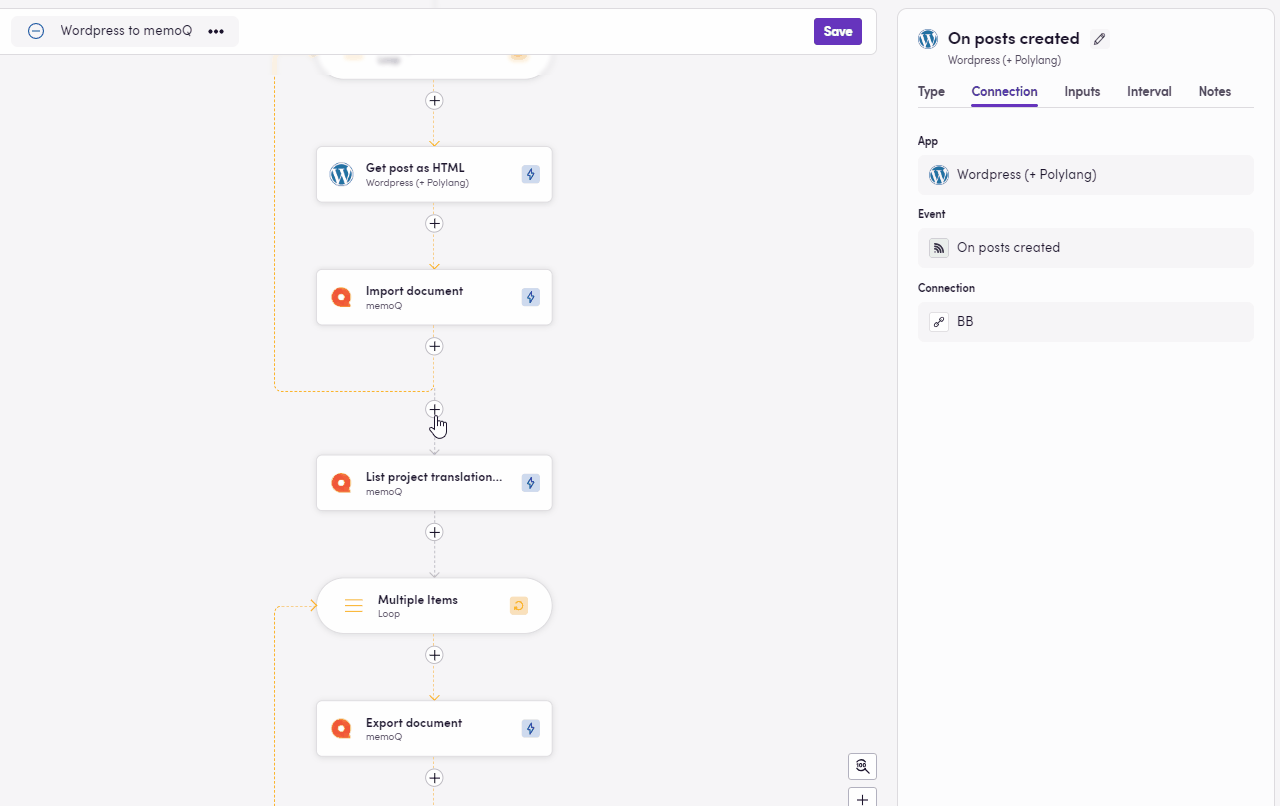 Wordpress to memoQ
Save
Loop
Get post as HTML
Wordpress (+ Polylang)
Import document
memoQ
List project translation...
memoQ
Multiple Items
Loop
Export document
memoQ
100
On posts created
Wordpress (+ Polylang)
Type Connection Inputs Interval Notes
App
Wordpress (+ Polylang)
Event
On posts created
Connection
BB